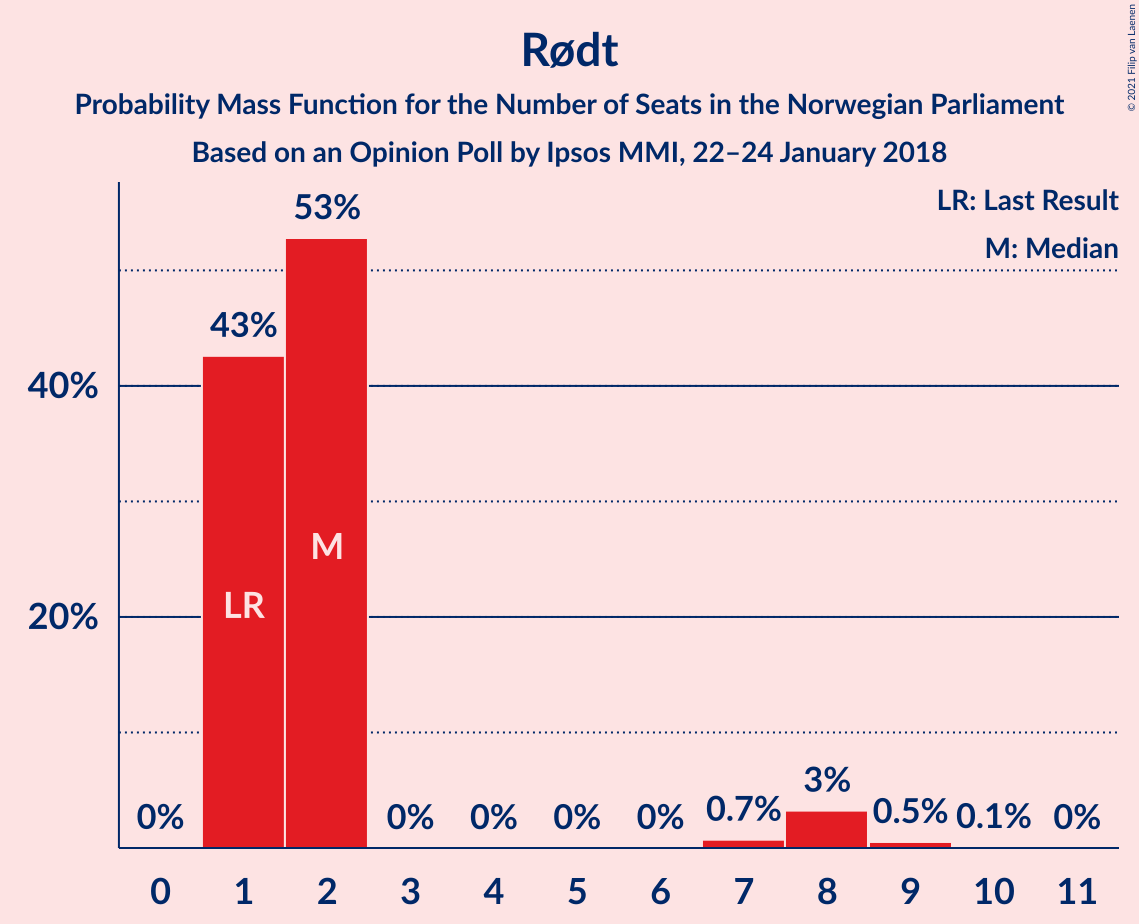 Rødt
Probability Mass Function for the Number of Seats in the Norwegian Parliament
Based on an Opinion Poll by Ipsos MMI, 22–24 January 2018
© 2021 Filip van Laenen
LR: Last Result
M: Median
53%
43%
40%
M
LR
20%
0% 0% 0% 0% 0% 0.7% 3% 0.5% 0.1% 0%
0 1 2 3 4 5 6 7 8 9 10 11